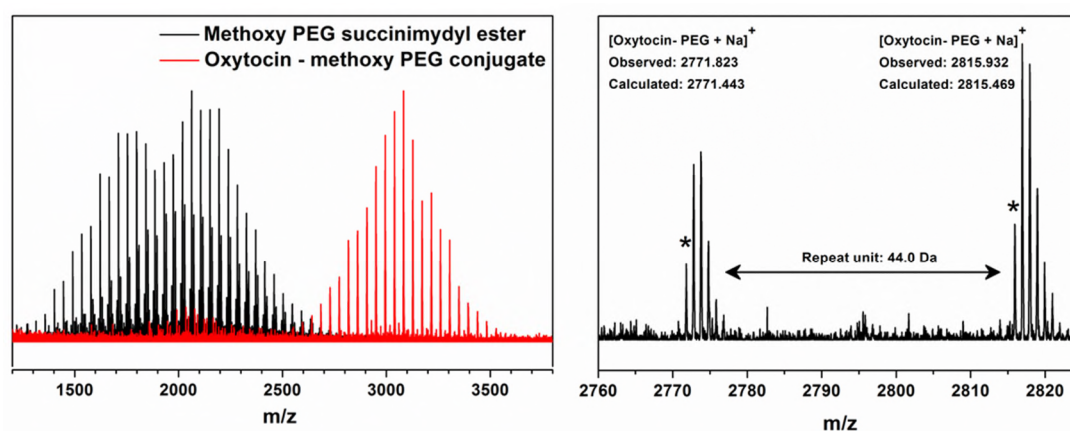 Methoxy PEG succinimydyl ester
Oxytocin - methoxy PEG conjugate
1500 2000 2500 3000 3500
m/z
[Oxytocin- PEG + Na]+
Observed: 2771.823
Calculated: 2771.443
[Oxytocin- PEG + Na]+
Observed: 2815.932
Calculated: 2815.469
*
*
Repeat unit: 44.0 Da
2760 2770 2780 2790 2800 2810 2820
m/z